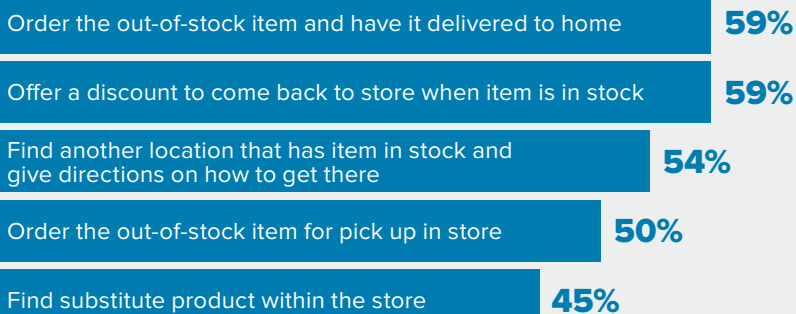 Order the out-of-stock item and have it delivered to home 59%
Offer a discount to come back to store when item is in stock 59%
Find another location that has item in stock and
give directions on how to get there 54%
Order the out-of-stock item for pick up in store 50%
Find substitute product within the store 45%